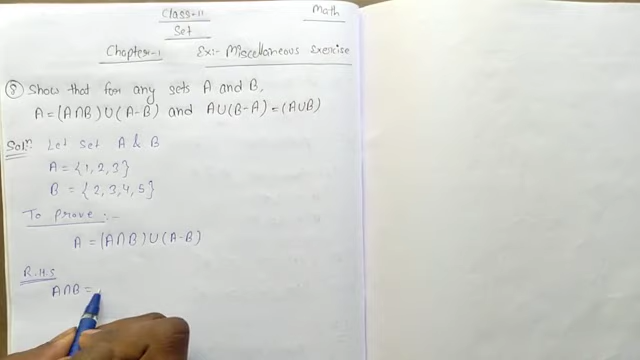 Class-11
Math
Set
Chapter-1 Ex:- Miscellaneous Exercise
8 Show that for any sets A and B,
A=(A∩B)∪(A-B) and A∪(B-A)=(A∪B)
Soln: Let set A & B
A = {1,2,3}
B = {2,3,4,5}
To Prove :-
A = (A∩B)∪(A-B)
R.H.S
A∩B =